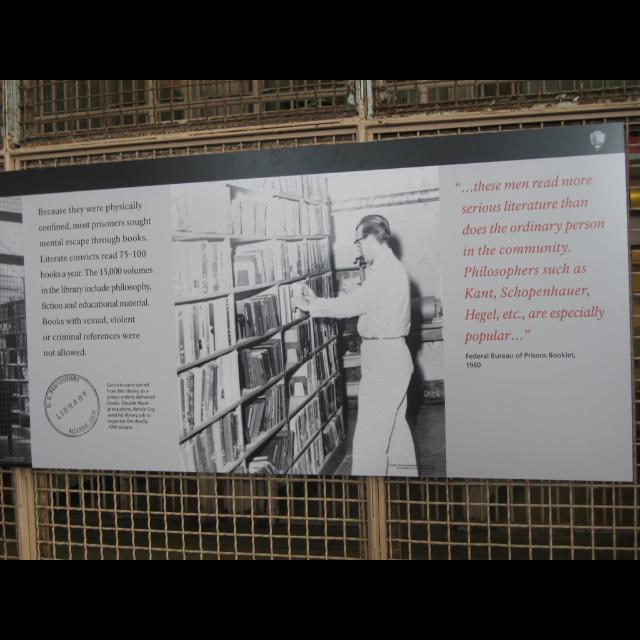 Because they were physically
confined, most prisoners sought
mental escape through books.
Literate convicts read 75–100
books a year. The 15,000 volumes
in the library include philosophy,
fiction and educational material.
Books with sexual, violent
or criminal references were
not allowed.
U.S. PENITENTIARY
LIBRARY
ALCATRAZ
Convicts were barred
from the library, so a
prison orderly delivered
books. Despite these
precautions, Bernie Coy
used his library job to
organize the deadly
1946 escape.
“…these men read more
serious literature than
does the ordinary person
in the community.
Philosophers such as
Kant, Schopenhauer,
Hegel, etc., are especially
popular…”
Federal Bureau of Prisons Booklet,
1960